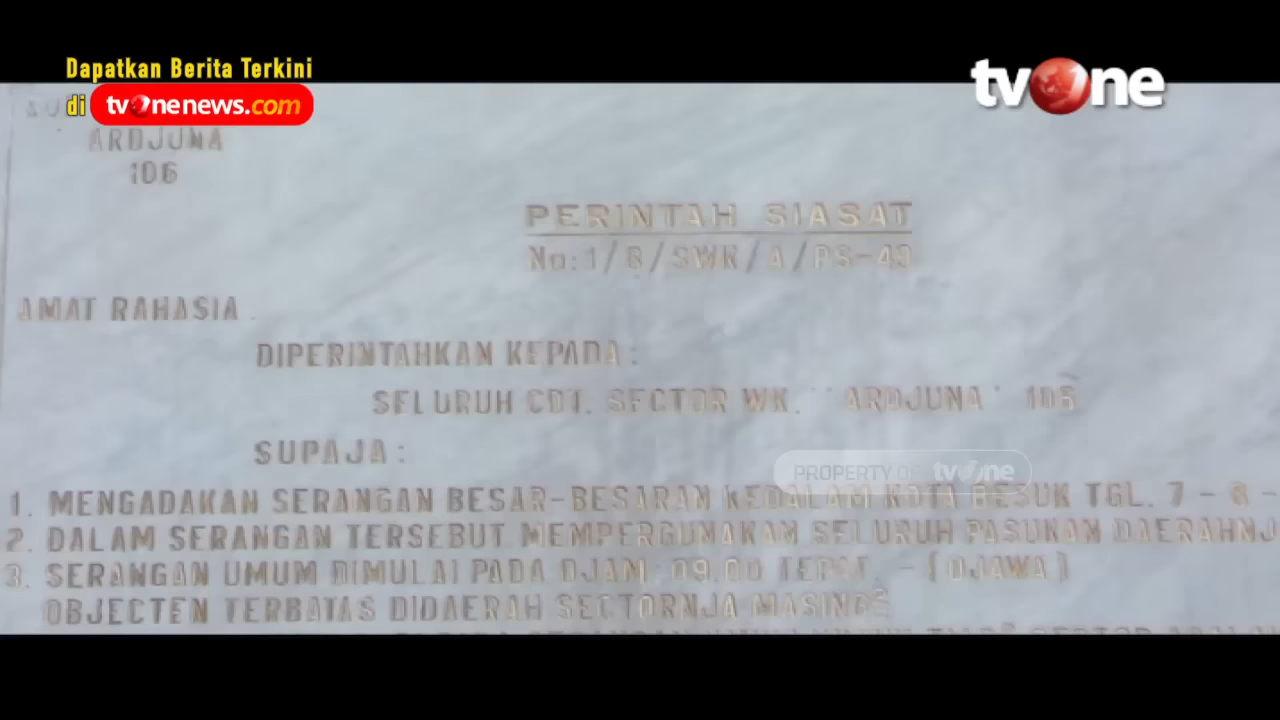 Dapatkan Berita Terkini
di tvOnenews.com
tvOne
ARDJUNA
106
PERINTAH SIASAT
No:1/B/SWK/A/PS-49
AMAT RAHASIA.
DIPERINTAHKAN KEPADA:
SELURUH CDT. SECTOR WK. "ARDJUNA" 106
SUPAJA:
PROPERTY OF tvOne
1. MENGADAKAN SERANGAN BESAR-BESARAN KEDALAM KOTA BESUK TGL. 7 - 8 -
2. DALAM SERANGAN TERSEBUT MEMPERGUNAKAN SELURUH PASUKAN DAERAHNJ
3. SERANGAN UMUM DIMULAI PADA DJAM: 09.00 TEPAT. - (DJAWA)
OBJECTEN TERBATAS DIDAERAH SECTORNJA MASING²